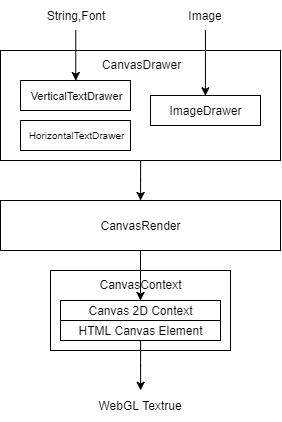 String,Font
Image
CanvasDrawer
VerticalTextDrawer
ImageDrawer
HorizontalTextDrawer
CanvasRender
CanvasContext
Canvas 2D Context
HTML Canvas Element
WebGL Textrue